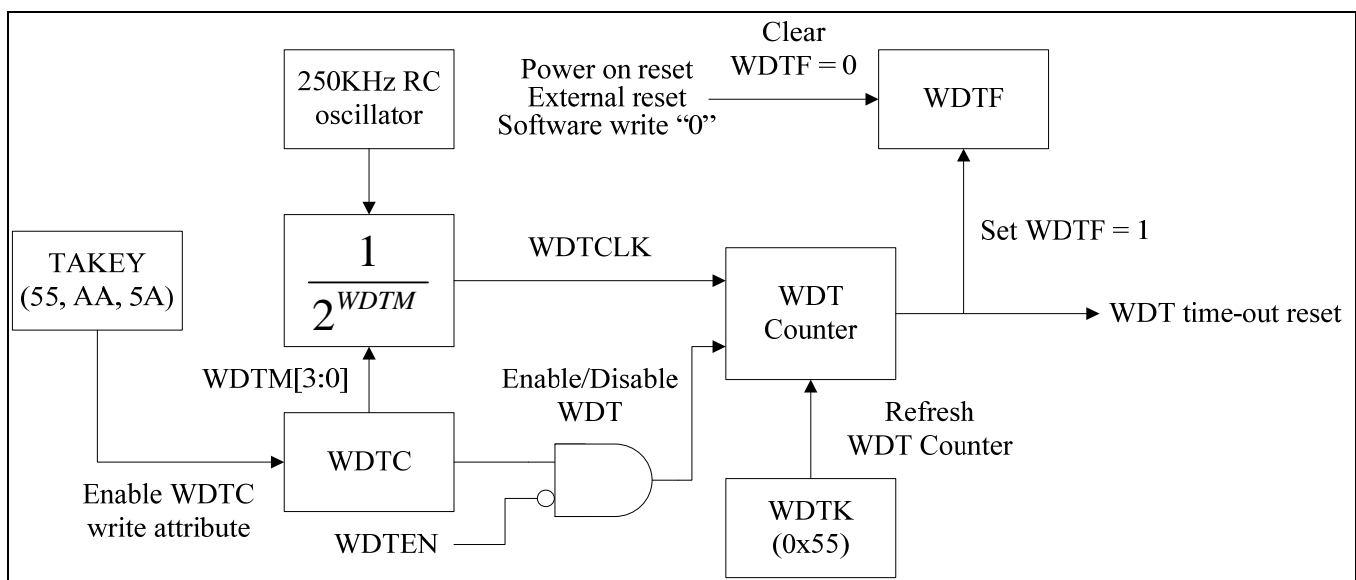 250KHz RC
oscillator
Power on reset
External reset
Software write “0”
Clear
WDTF = 0
WDTF
TAKEY
(55, AA, 5A)
1
2^WDTM
WDTCLK
WDT
Counter
Set WDTF = 1
WDT time-out reset
WDTM[3:0]
Enable/Disable
WDT
Refresh
WDT Counter
WDTC
Enable WDTC
write attribute
WDTEN
WDTK
(0x55)